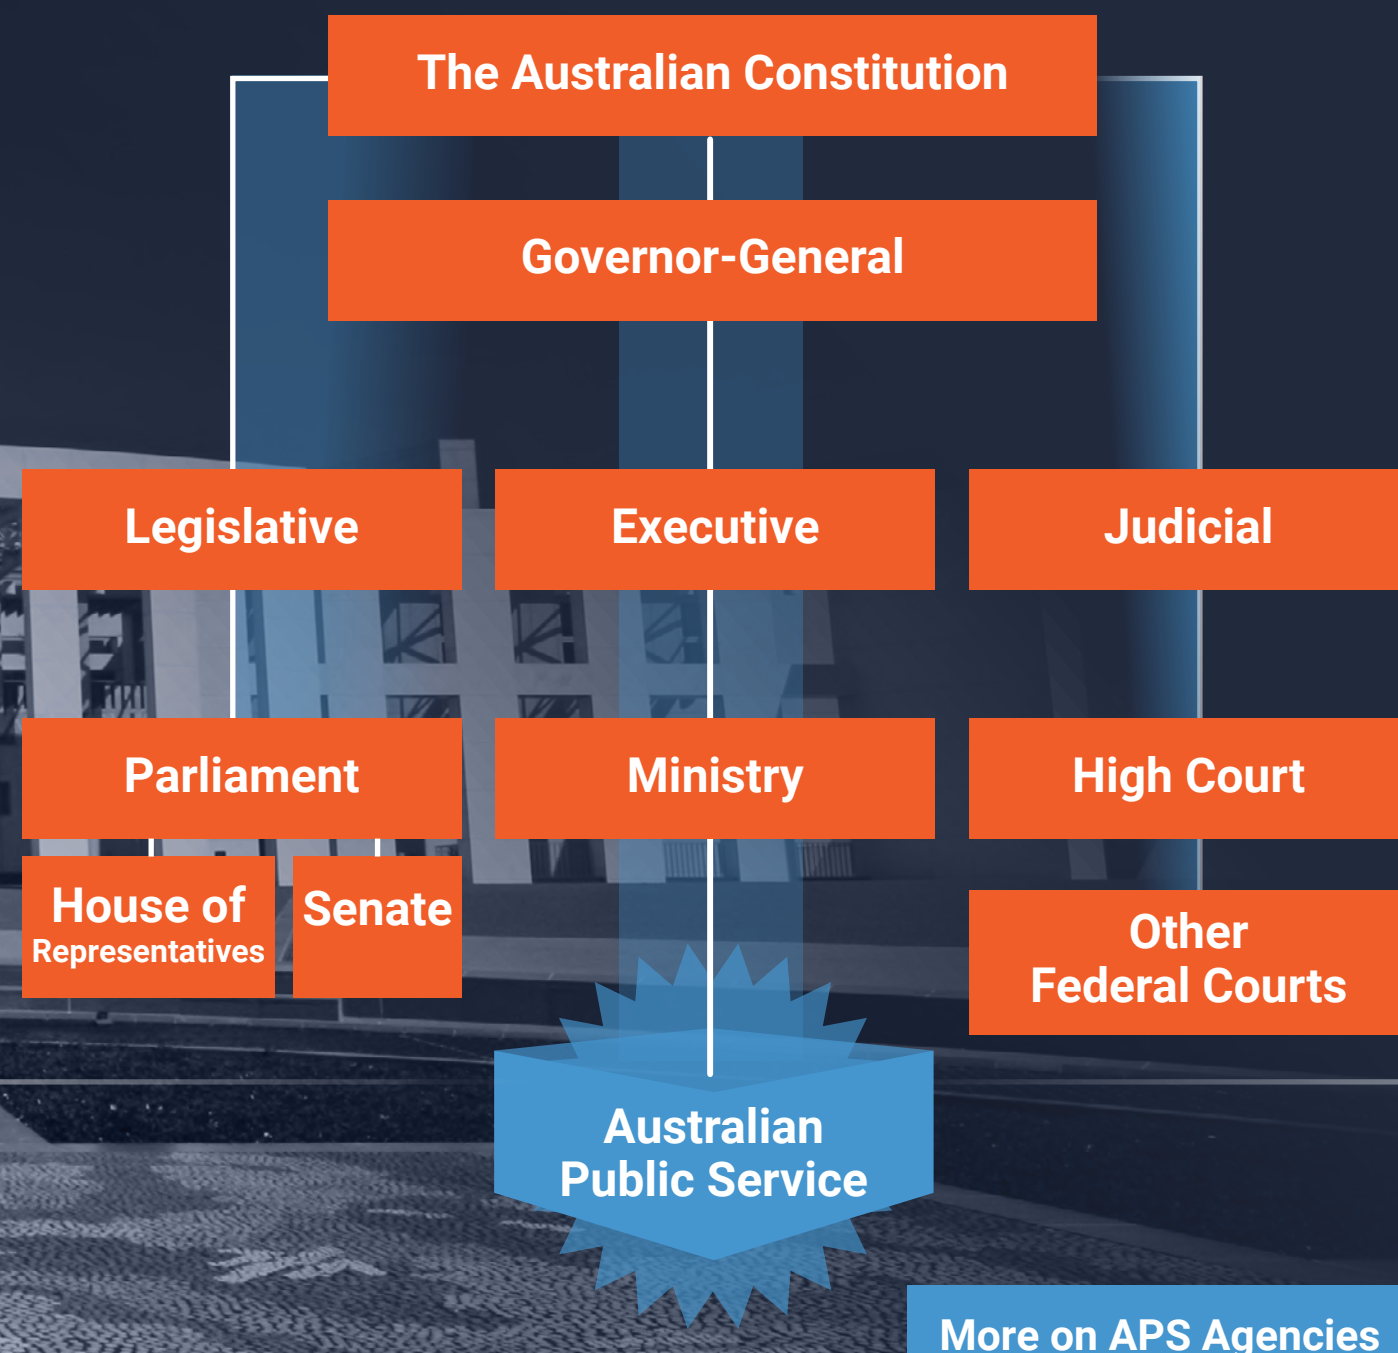 The Australian Constitution
Governor-General
Legislative
Executive
Judicial
Parliament
Ministry
High Court
House of
Representatives
Senate
Other
Federal Courts
Australian
Public Service
More on APS Agencies